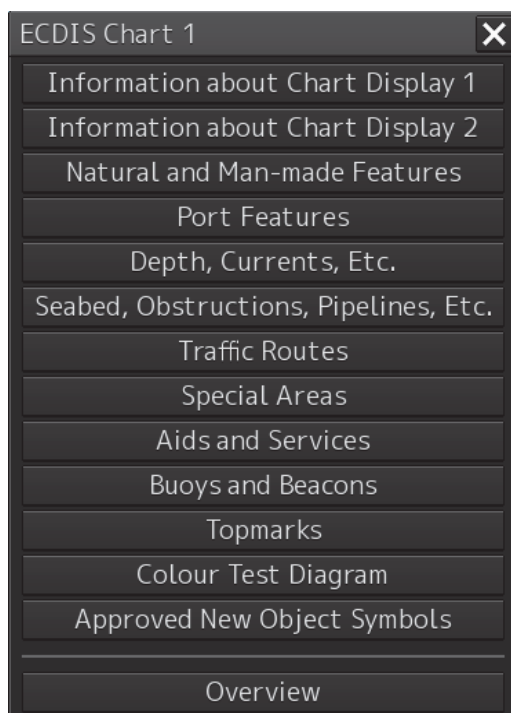 ECDIS Chart 1
Information about Chart Display 1
Information about Chart Display 2
Natural and Man-made Features
Port Features
Depth, Currents, Etc.
Seabed, Obstructions, Pipelines, Etc.
Traffic Routes
Special Areas
Aids and Services
Buoys and Beacons
Topmarks
Colour Test Diagram
Approved New Object Symbols
Overview